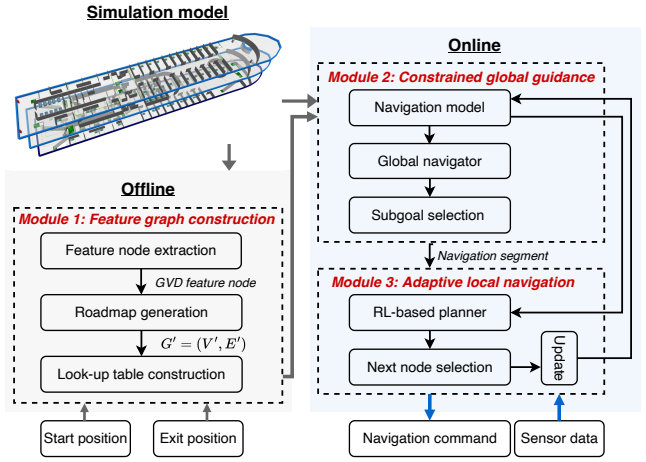 Simulation model
Offline
Module 1: Feature graph construction
Feature node extraction
GVD feature node
Roadmap generation
G′ = (V′, E′)
Look-up table construction
Start position
Exit position
Online
Module 2: Constrained global guidance
Navigation model
Global navigator
Subgoal selection
Navigation segment
Module 3: Adaptive local navigation
RL-based planner
Next node selection
Update
Navigation command
Sensor data